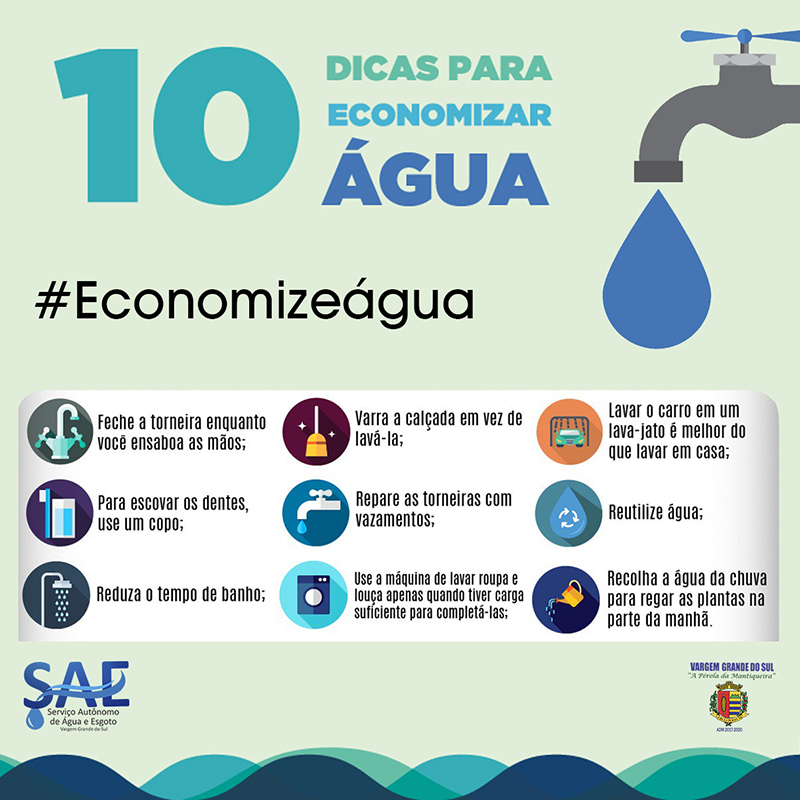 10
DICAS PARA
ECONOMIZAR
ÁGUA
#Economizeágua
Feche a torneira enquanto
você ensaboa as mãos;
Varra a calçada em vez de
lavá-la;
Lavar o carro em um
lava-jato é melhor do
que lavar em casa;
Para escovar os dentes,
use um copo;
Repare as torneiras com
vazamentos;
Reutilize água;
Reduza o tempo de banho;
Use a máquina de lavar roupa e
louça apenas quando tiver carga
suficiente para completá-las;
Recolha a água da chuva
para regar as plantas na
parte da manhã.
SAE
Serviço Autônomo
de Água e Esgoto
Vargem Grande do Sul
VARGEM GRANDE DO SUL
"A Pérola da Mantiqueira"
ADM 2017-2020